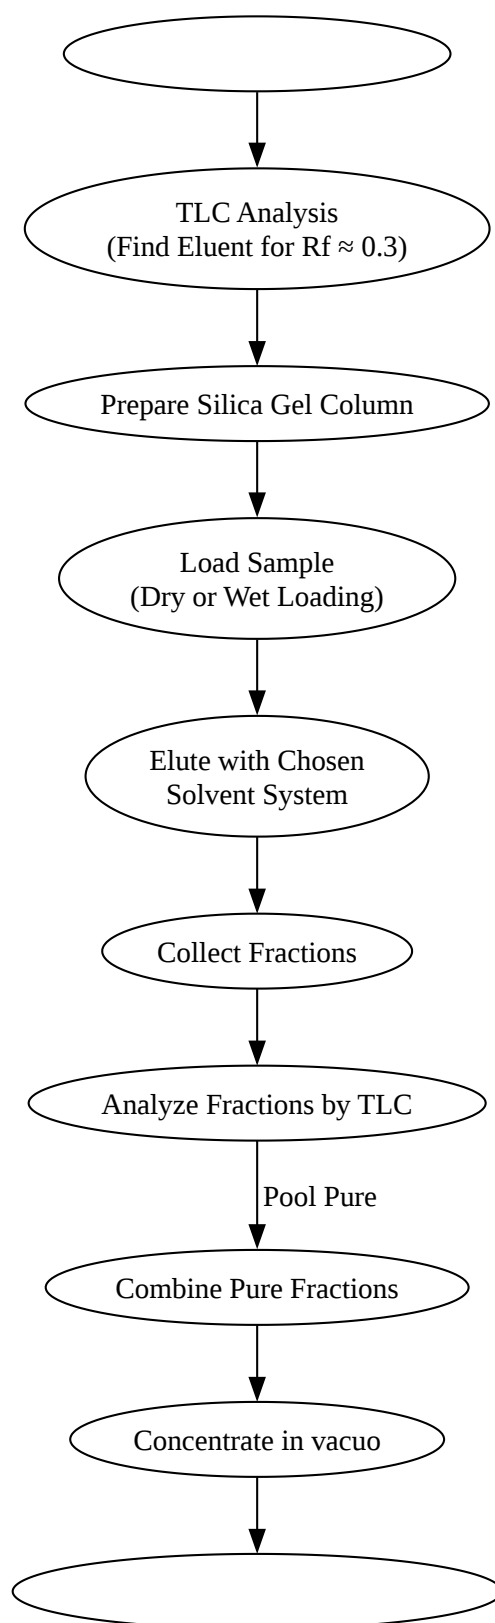 TLC Analysis
(Find Eluent for Rf ≈ 0.3)
Prepare Silica Gel Column
Load Sample
(Dry or Wet Loading)
Elute with Chosen
Solvent System
Collect Fractions
Analyze Fractions by TLC
Pool Pure
Combine Pure Fractions
Concentrate in vacuo